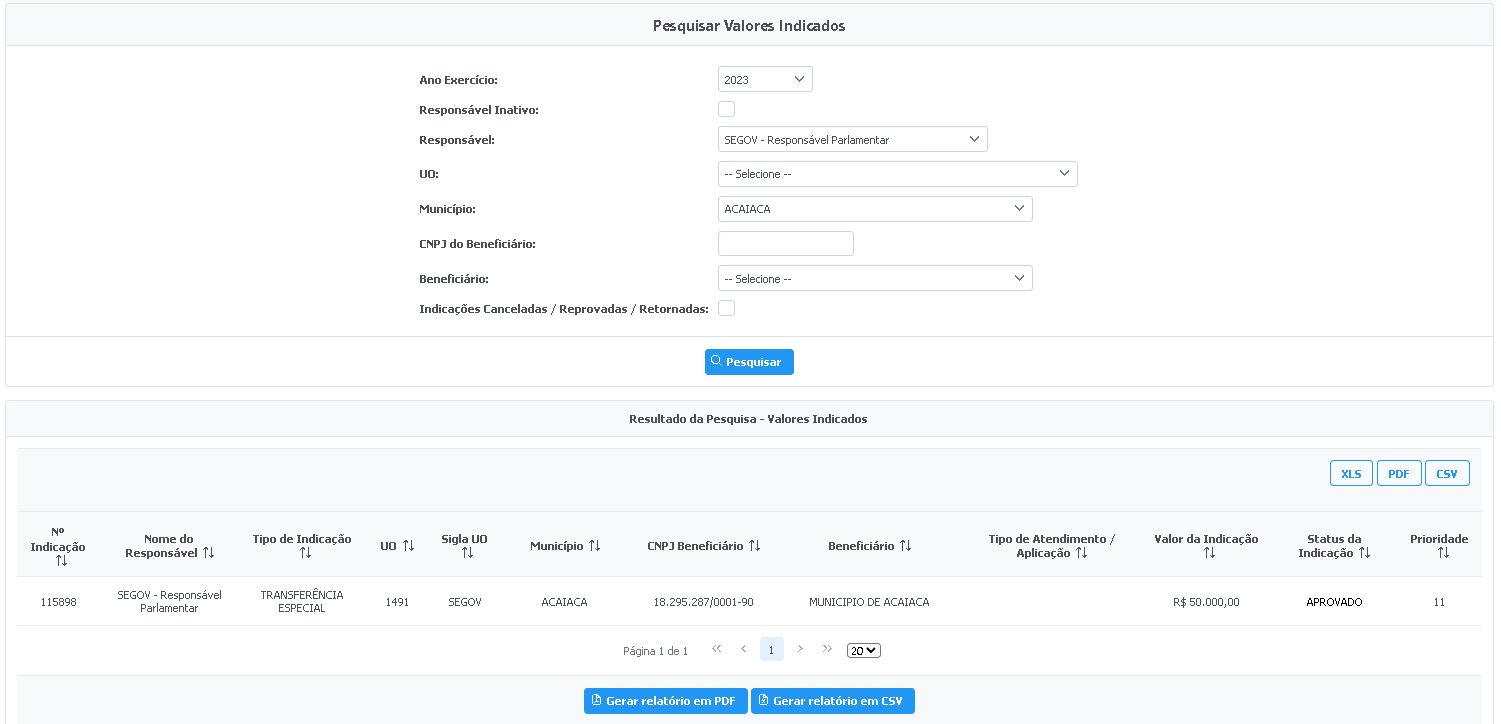 Pesquisar Valores Indicados
Ano Exercício:
2023
Responsável Inativo:
Responsável:
SEGOV - Responsável Parlamentar
UO:
-- Selecione --
Município:
ACAIACA
CNPJ do Beneficiário:
Beneficiário:
-- Selecione --
Indicações Canceladas / Reprovadas / Retornadas:
Pesquisar
Resultado da Pesquisa - Valores Indicados
XLS PDF CSV
Nº Indicação
Nome do Responsável
Tipo de Indicação
UO
Sigla UO
Município
CNPJ Beneficiário
Beneficiário
Tipo de Atendimento / Aplicação
Valor da Indicação
Status da Indicação
Prioridade
115898
SEGOV - Responsável Parlamentar
TRANSFERÊNCIA ESPECIAL
1491
SEGOV
ACAIACA
18.295.287/0001-90
MUNICIPIO DE ACAIACA
R$ 50.000,00
APROVADO
11
Página 1 de 1 << < 1 > >> 20
Gerar relatório em PDF
Gerar relatório em CSV